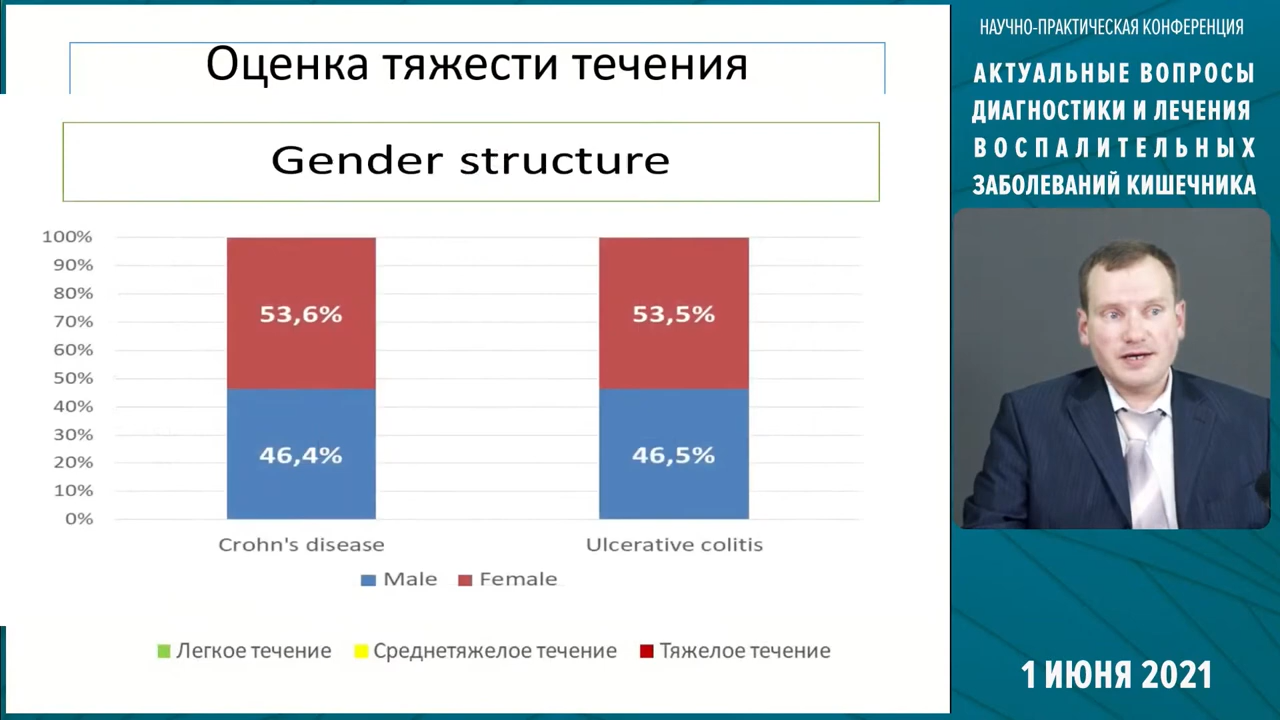 Оценка тяжести течения
Gender structure
100%
90%
80%
70%
60%
50%
40%
30%
20%
10%
0%
53,6%
53,5%
46,4%
46,5%
Crohn's disease
Ulcerative colitis
Male
Female
Легкое течение
Среднетяжелое течение
Тяжелое течение
НАУЧНО-ПРАКТИЧЕСКАЯ КОНФЕРЕНЦИЯ
АКТУАЛЬНЫЕ ВОПРОСЫ
ДИАГНОСТИКИ И ЛЕЧЕНИЯ
ВОСПАЛИТЕЛЬНЫХ
ЗАБОЛЕВАНИЙ КИШЕЧНИКА
1 ИЮНЯ 2021